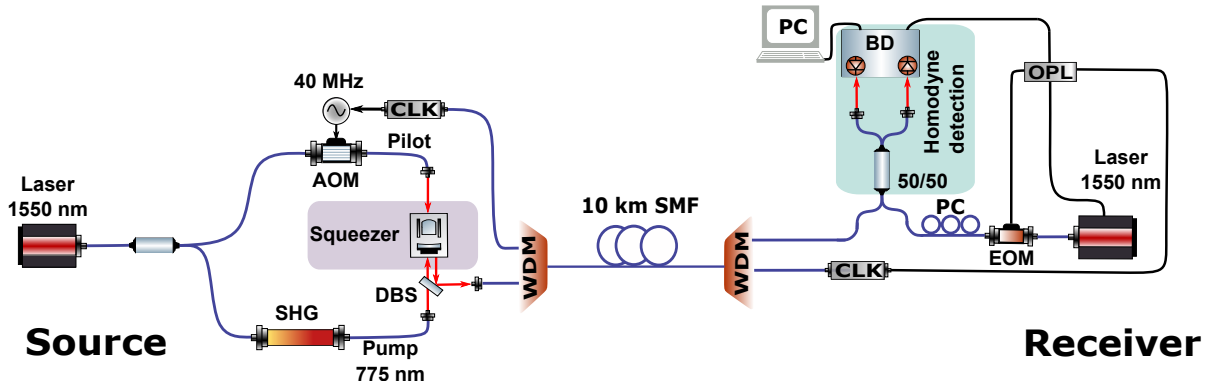 PC
BD
40 MHz
CLK
OPL
Homodyne
detection
Pilot
AOM
Laser
1550 nm
50/50
Laser
1550 nm
10 km SMF
PC
Squeezer
WDM
WDM
EOM
CLK
DBS
SHG
Source
Pump
775 nm
Receiver